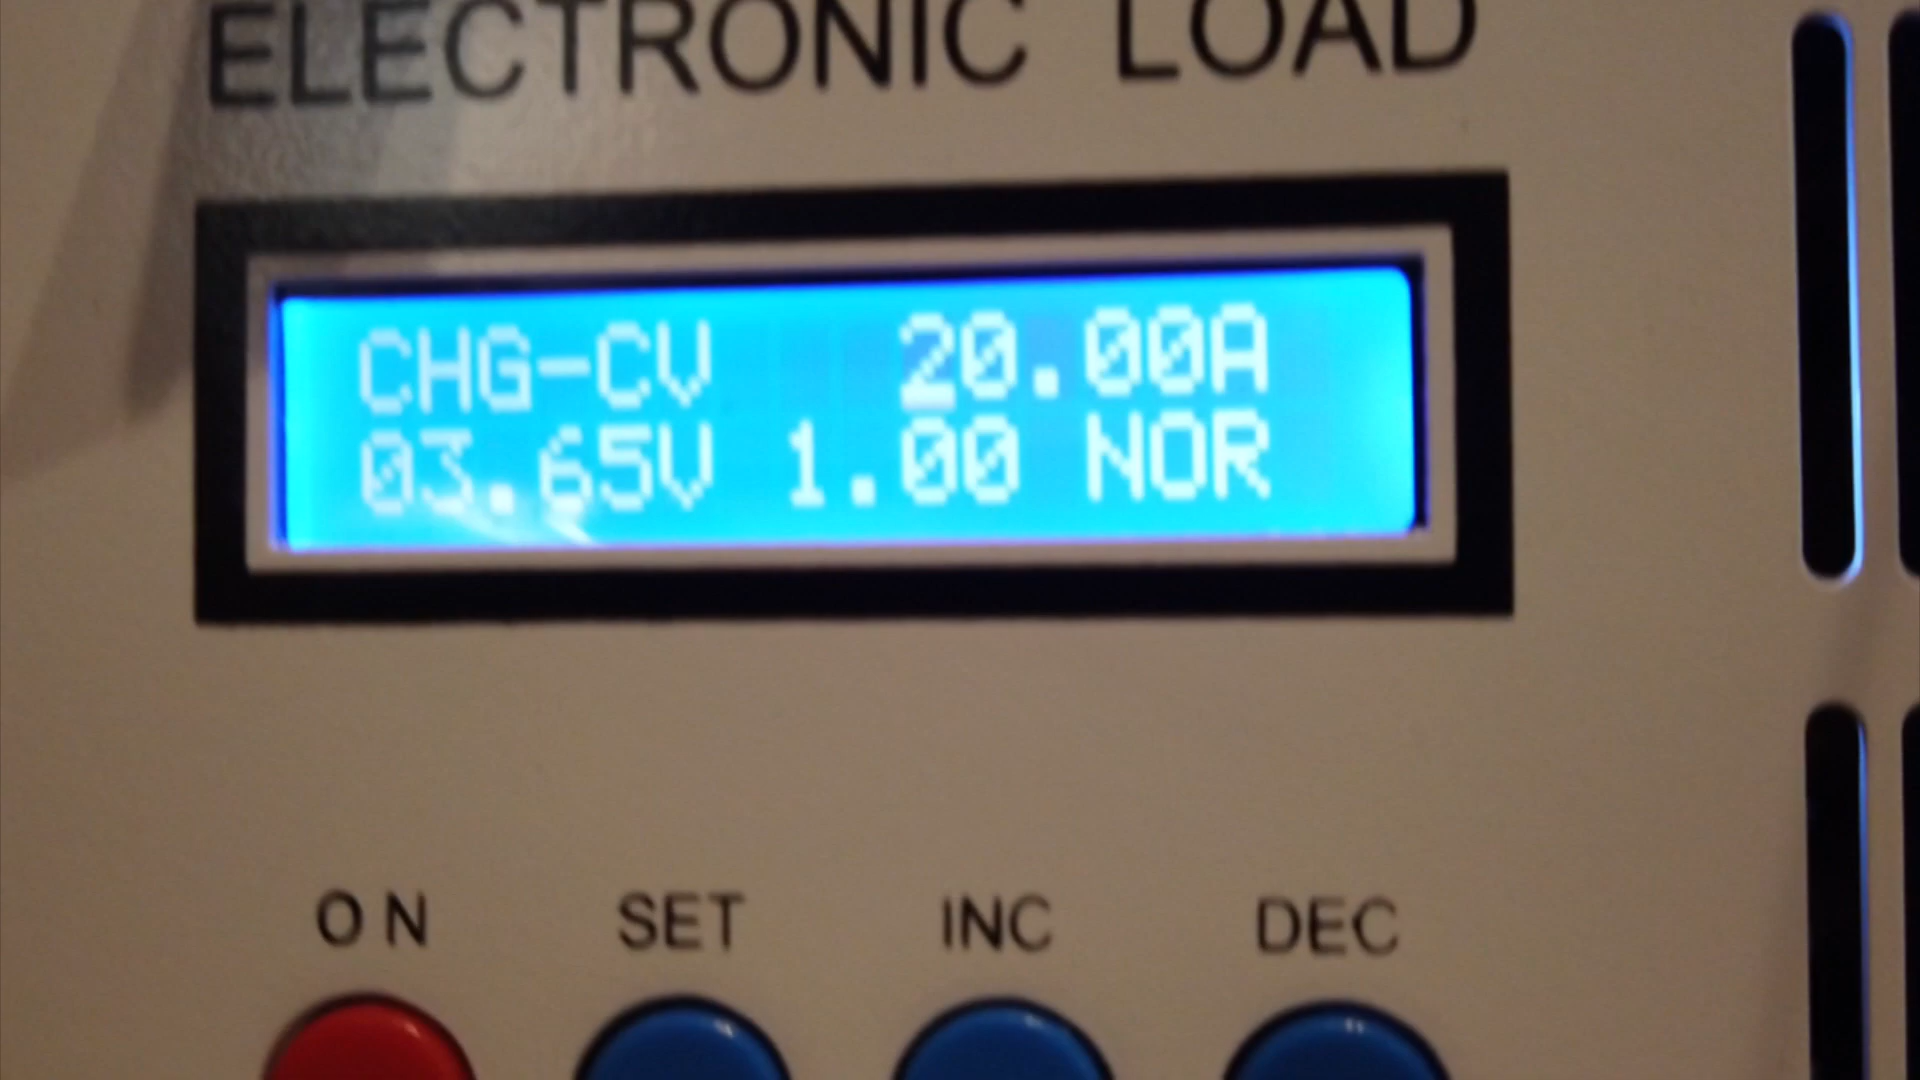 ELECTRONIC LOAD
CHG-CV 20.00A
03.65V 1.00 NOR
ON SET INC DEC